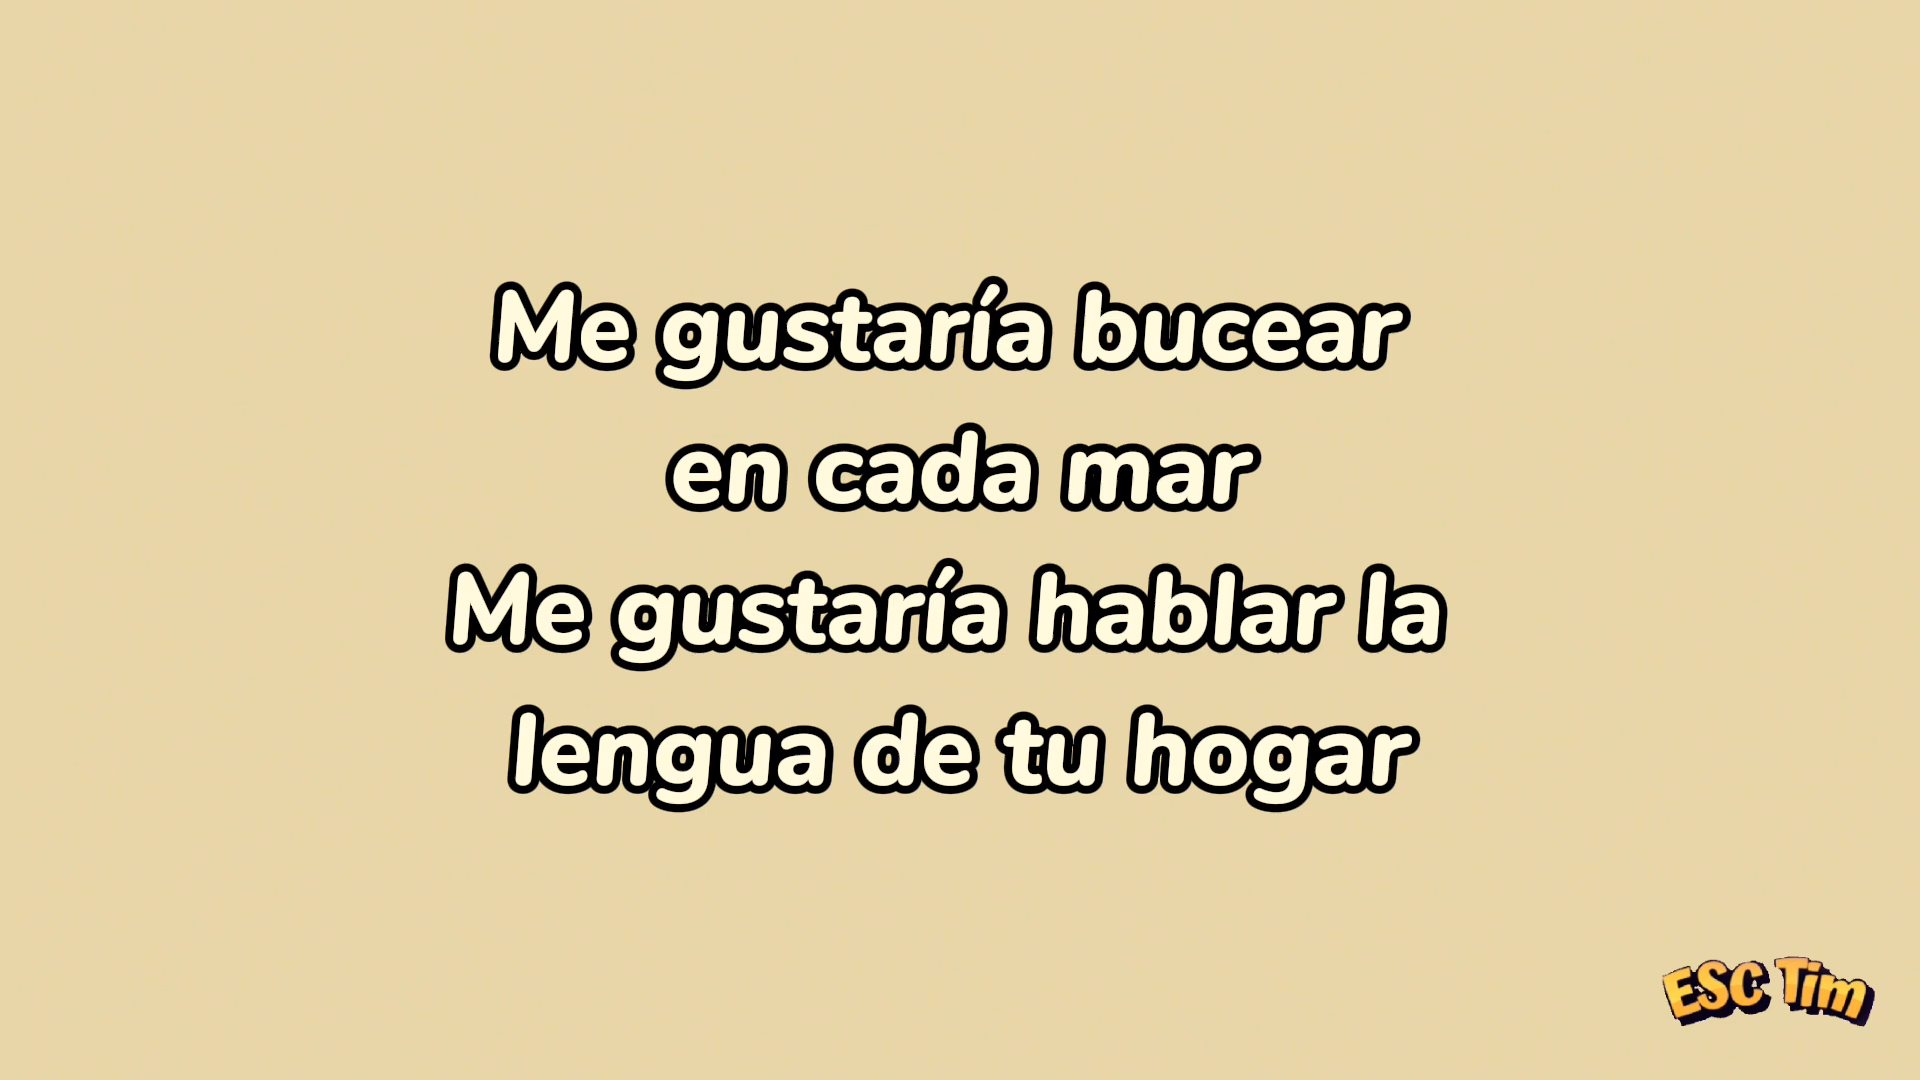 Me gustaría bucear
en cada mar
Me gustaría hablar la
lengua de tu hogar
ESC Tim